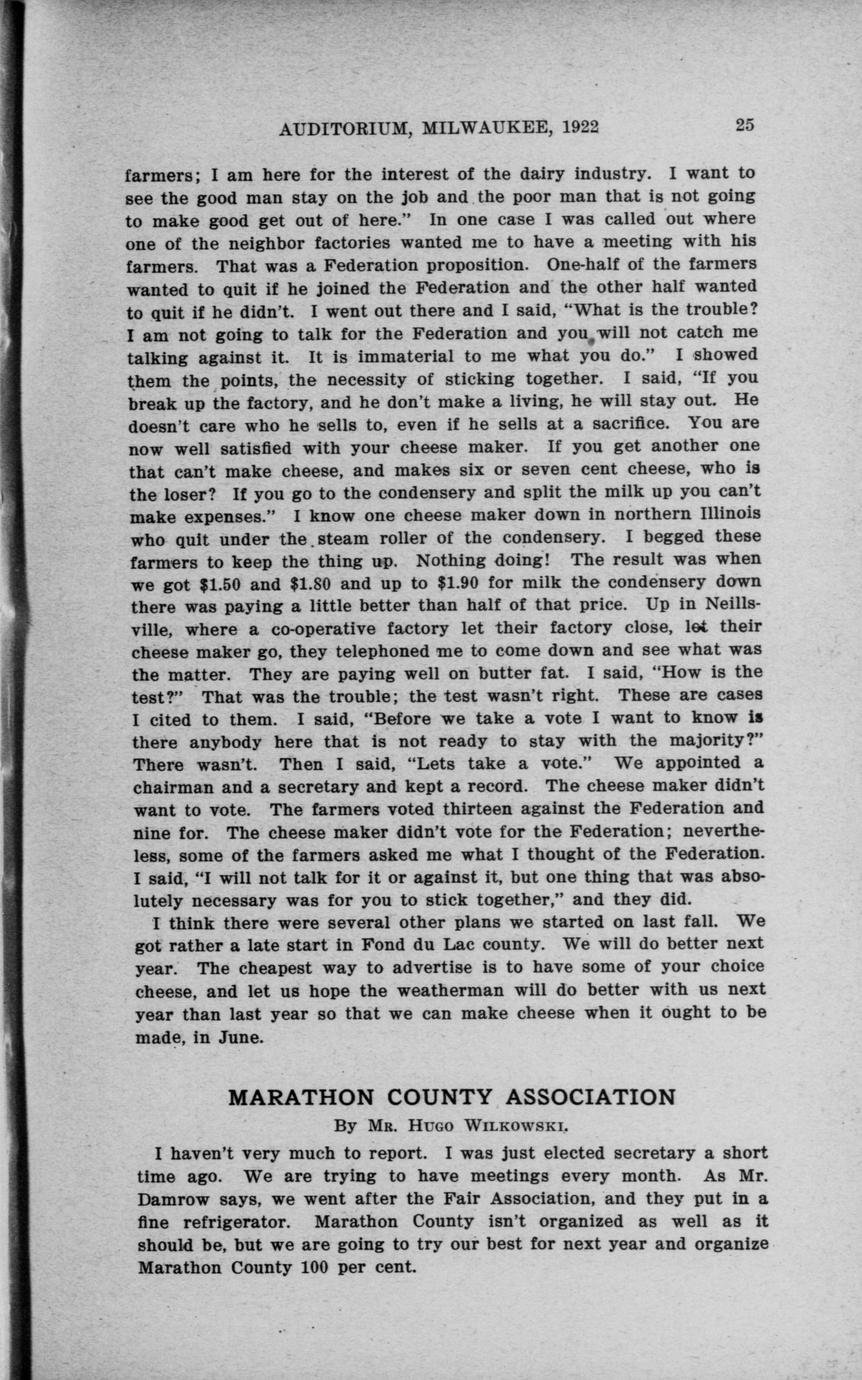 AUDITORIUM, MILWAUKEE, 1922 25
farmers; I am here for the interest of the dairy industry. I want to
see the good man stay on the job and the poor man that is not going
to make good get out of here." In one case I was called out where
one of the neighbor factories wanted me to have a meeting with his
farmers. That was a Federation proposition. One-half of the farmers
wanted to quit if he joined the Federation and the other half wanted
to quit if he didn't. I went out there and I said, "What is the trouble?
I am not going to talk for the Federation and you will not catch me
talking against it. It is immaterial to me what you do." I showed
them the points, the necessity of sticking together. I said, "If you
break up the factory, and he don't make a living, he will stay out. He
doesn't care who he sells to, even if he sells at a sacrifice. You are
now well satisfied with your cheese maker. If you get another one
that can't make cheese, and makes six or seven cent cheese, who is
the loser? If you go to the condensery and split the milk up you can't
make expenses." I know one cheese maker down in northern Illinois
who quit under the steam roller of the condensery. I begged these
farmers to keep the thing up. Nothing doing! The result was when
we got $1.50 and $1.80 and up to $1.90 for milk the condensery down
there was paying a little better than half of that price. Up in Neills-
ville, where a co-operative factory let their factory close, let their
cheese maker go, they telephoned me to come down and see what was
the matter. They are paying well on butter fat. I said, "How is the
test?" That was the trouble; the test wasn't right. These are cases
I cited to them. I said, "Before we take a vote I want to know is
there anybody here that is not ready to stay with the majority?"
There wasn't. Then I said, "Lets take a vote." We appointed a
chairman and a secretary and kept a record. The cheese maker didn't
want to vote. The farmers voted thirteen against the Federation and
nine for. The cheese maker didn't vote for the Federation; neverthe-
less, some of the farmers asked me what I thought of the Federation.
I said, "I will not talk for it or against it, but one thing that was abso-
lutely necessary was for you to stick together," and they did.
I think there were several other plans we started on last fall. We
got rather a late start in Fond du Lac county. We will do better next
year. The cheapest way to advertise is to have some of your choice
cheese, and let us hope the weatherman will do better with us next
year than last year so that we can make cheese when it ought to be
made, in June.
MARATHON COUNTY ASSOCIATION
By Mr. Hugo Wilkowski.
I haven't very much to report. I was just elected secretary a short
time ago. We are trying to have meetings every month. As Mr.
Damrow says, we went after the Fair Association, and they put in a
fine refrigerator. Marathon County isn't organized as well as it
should be, but we are going to try our best for next year and organize
Marathon County 100 per cent.